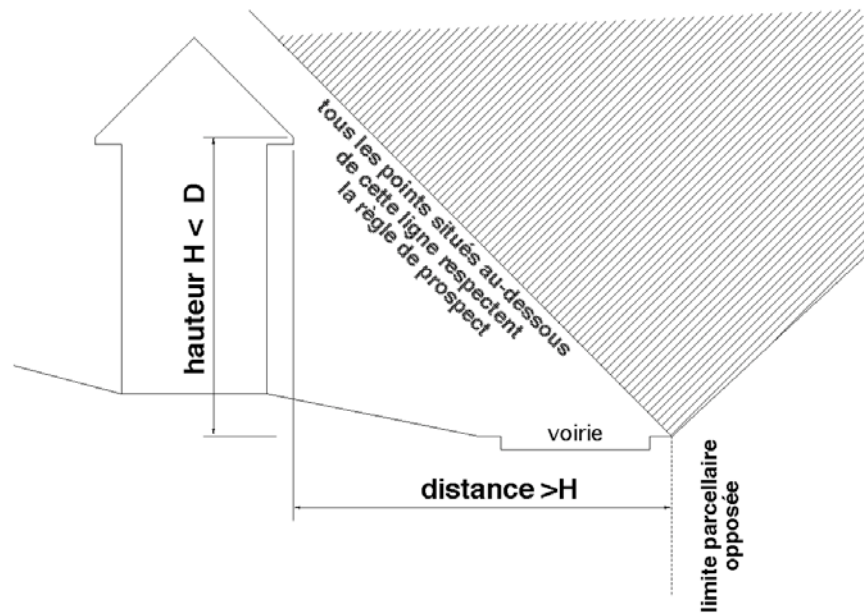 tous les points situés au-dessous
de cette ligne respectent
la règle de prospect
hauteur H < D
voirie
distance >H
limite parcellaire
opposée